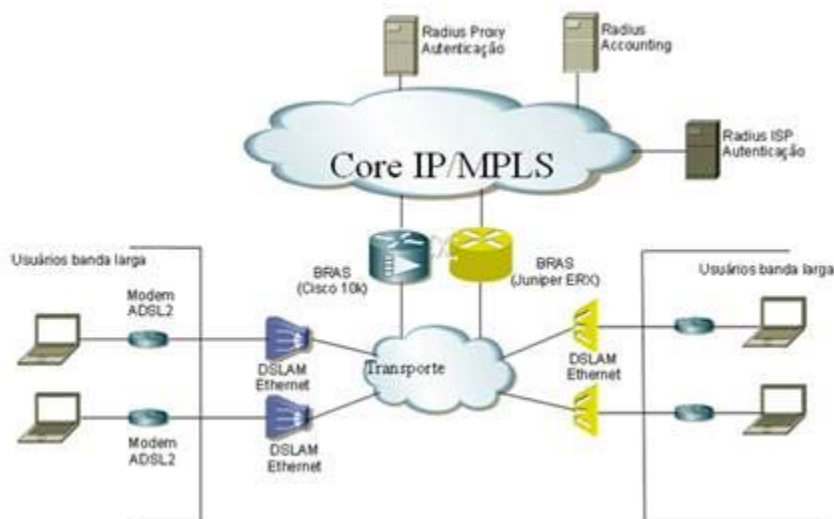 Radius Proxy
Autenticação
Radius
Accounting
Radius ISP
Autenticação
Core IP/MPLS
Usuários banda larga
BRAS
(Cisco 10k)
BRAS
(Juniper ERX)
Usuários banda larga
Modem
ADSL2
DSLAM
Ethernet
Transporte
DSLAM
Ethernet
Modem
ADSL2
DSLAM
Ethernet